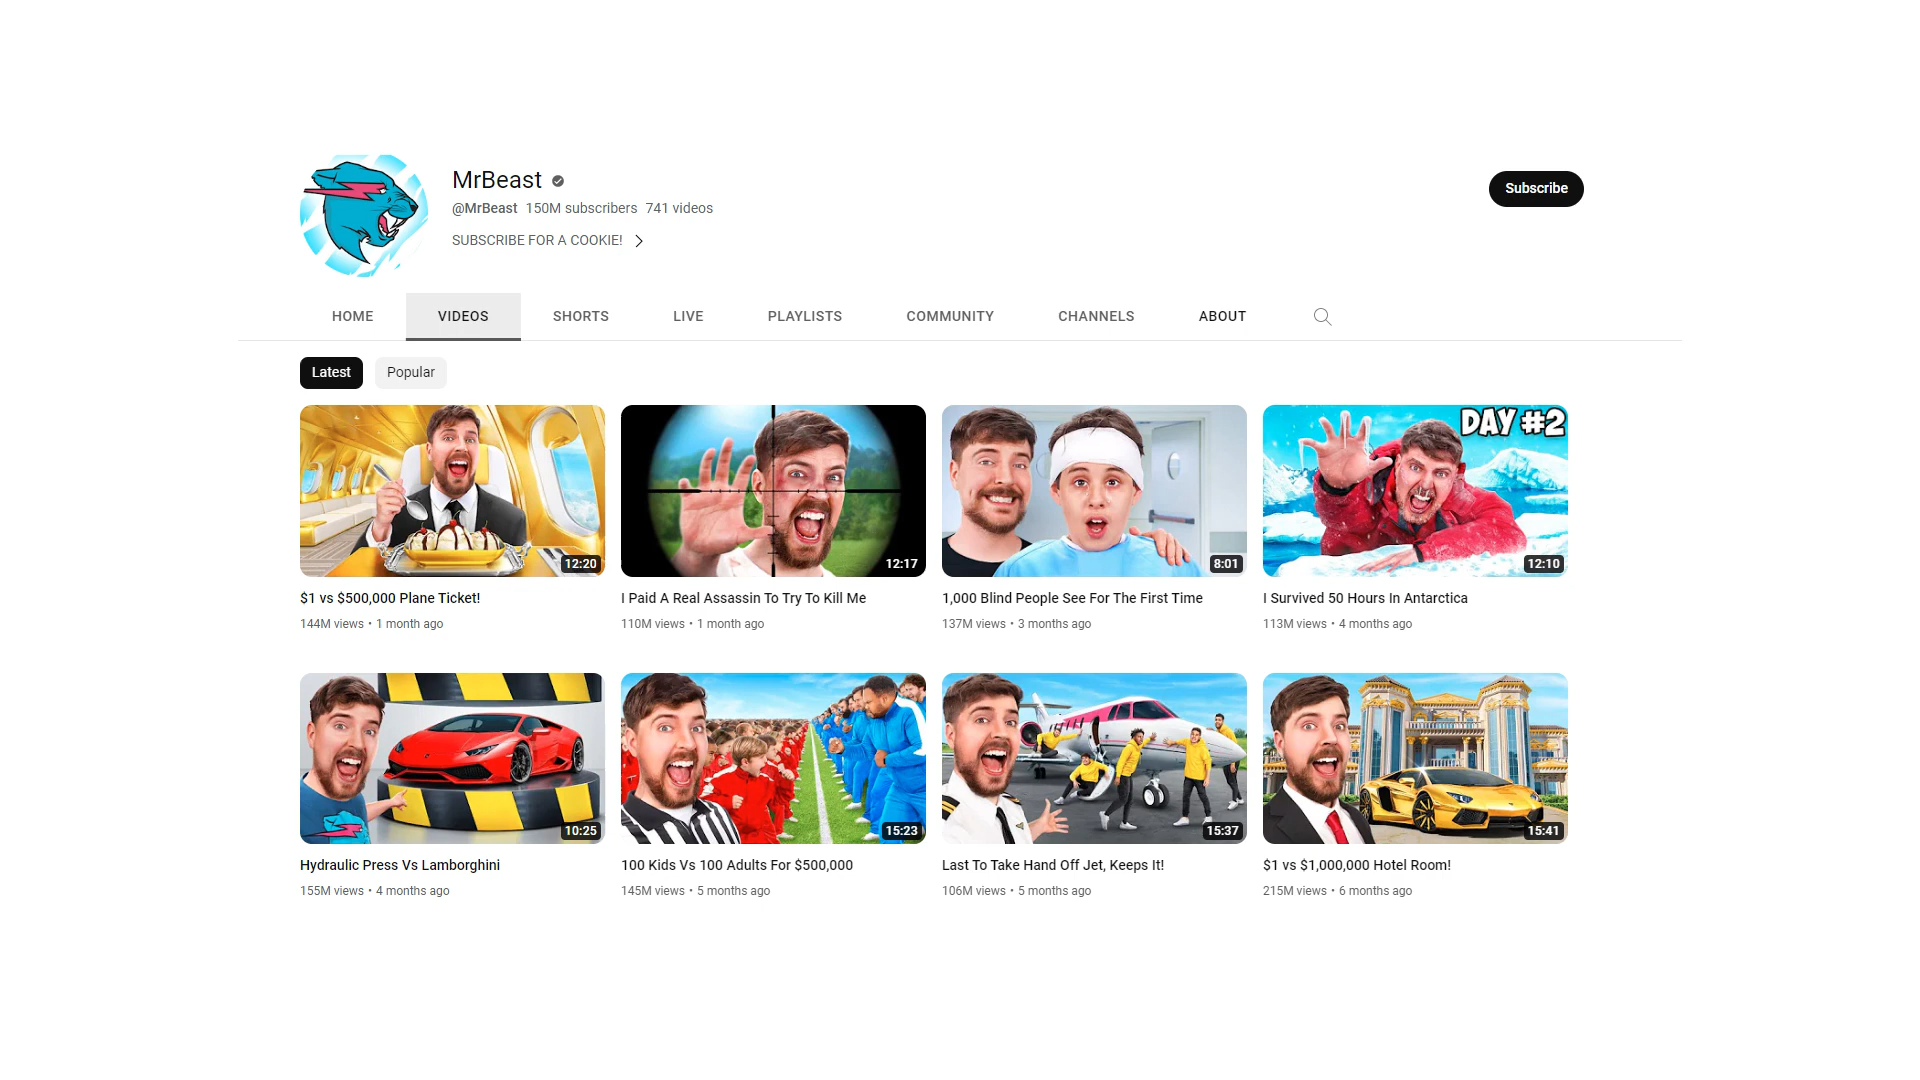 MrBeast
@MrBeast 150M subscribers 741 videos
SUBSCRIBE FOR A COOKIE!
Subscribe
HOME VIDEOS SHORTS LIVE PLAYLISTS COMMUNITY CHANNELS ABOUT
Latest Popular
DAY #2
12:20 12:17 8:01 12:10
$1 vs $500,000 Plane Ticket!
144M views • 1 month ago
I Paid A Real Assassin To Try To Kill Me
110M views • 1 month ago
1,000 Blind People See For The First Time
137M views • 3 months ago
I Survived 50 Hours In Antarctica
113M views • 4 months ago
10:25 15:23 15:37 15:41
Hydraulic Press Vs Lamborghini
155M views • 4 months ago
100 Kids Vs 100 Adults For $500,000
145M views • 5 months ago
Last To Take Hand Off Jet, Keeps It!
106M views • 5 months ago
$1 vs $1,000,000 Hotel Room!
215M views • 6 months ago